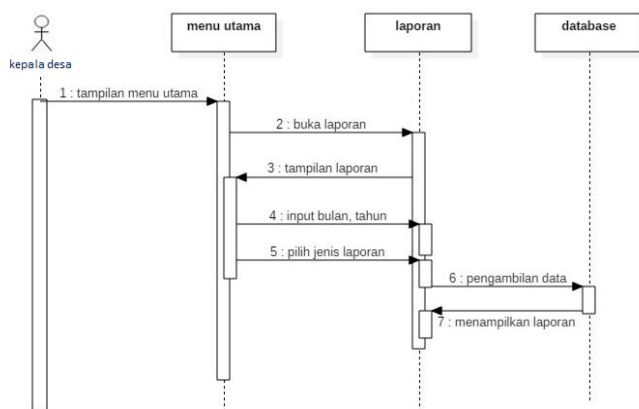 menu utama
laporan
database
kepala desa
1 : tampilan menu utama
2 : buka laporan
3 : tampilan laporan
4 : input bulan, tahun
5 : pilih jenis laporan
6 : pengambilan data
7 : menampilkan laporan